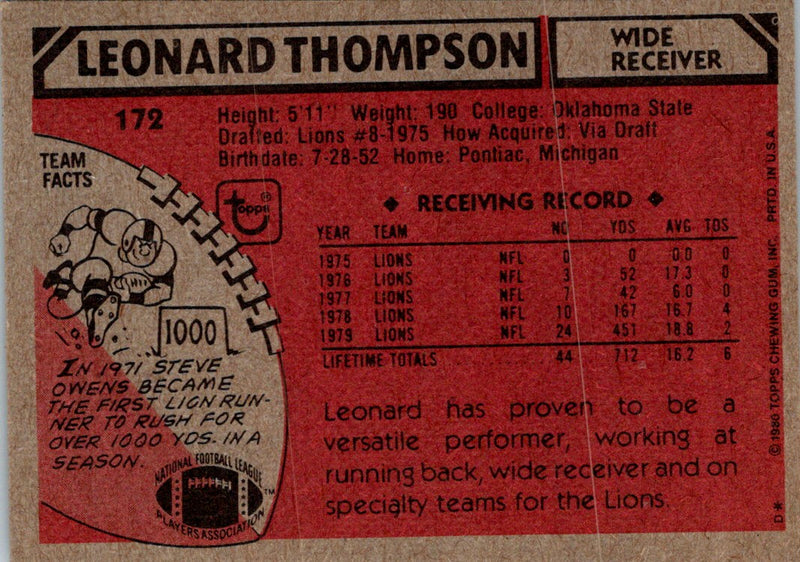 LEONARD THOMPSON
WIDE
RECEIVER
172
Height: 5'11" Weight: 190 College: Oklahoma State
Drafted: Lions #8-1975 How Acquired: Via Draft
Birthdate: 7-28-52 Home: Pontiac, Michigan
TEAM
FACTS
topps ®
◆ RECEIVING RECORD ◆
YEAR TEAM NO. YDS AVG TDS
1975 LIONS NFL 0 0 0.0 0
1976 LIONS NFL 3 52 17.3 0
1977 LIONS NFL 7 42 6.0 0
1978 LIONS NFL 10 167 16.7 4
1979 LIONS NFL 24 451 18.8 2
LIFETIME TOTALS 44 712 16.2 6
1000
IN 1971 STEVE
OWENS BECAME
THE FIRST LION RUN-
NER TO RUSH FOR
OVER 1000 YDS. IN A
SEASON.
NATIONAL FOOTBALL LEAGUE
PLAYERS ASSOCIATION
TM
Leonard has proven to be a
versatile performer, working at
running back, wide receiver and on
specialty teams for the Lions.
D* © 1980 TOPPS CHEWING GUM, INC. PRTD. IN U.S.A.